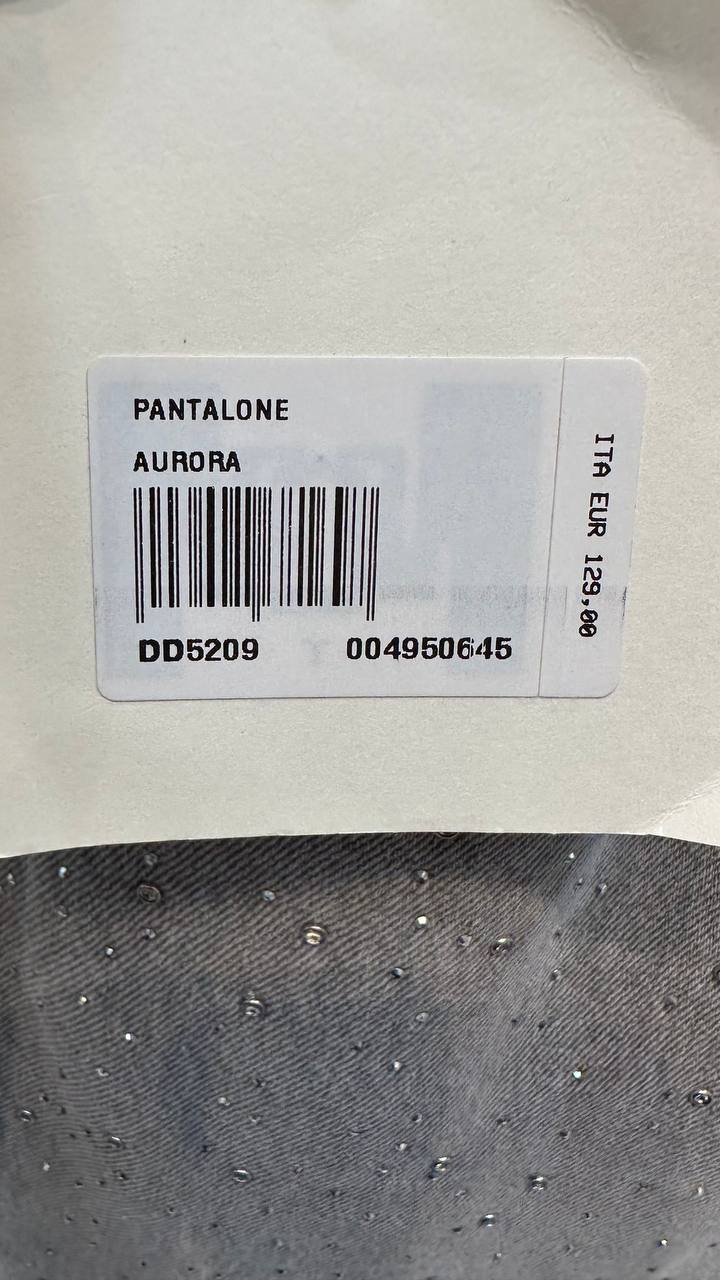 PANTALONE
AURORA
DD5209 004950645
ITA EUR 129,00